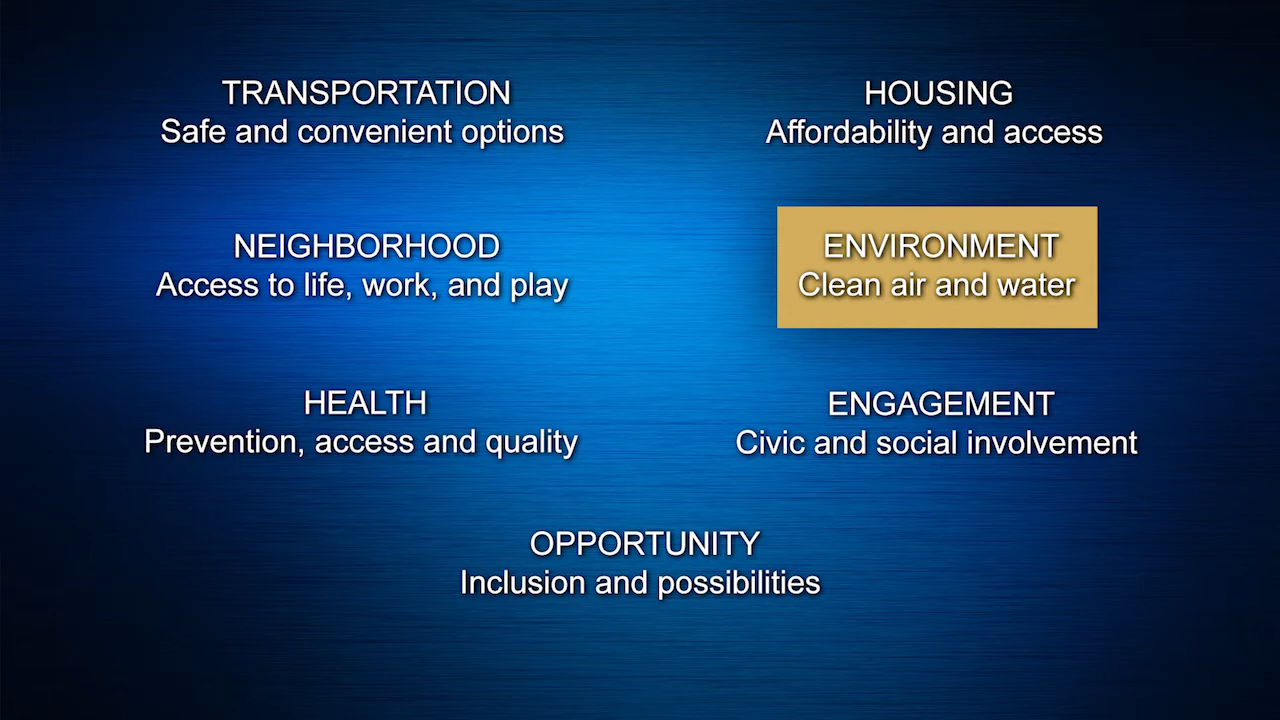 TRANSPORTATION
Safe and convenient options
HOUSING
Affordability and access
NEIGHBORHOOD
Access to life, work, and play
ENVIRONMENT
Clean air and water
HEALTH
Prevention, access and quality
ENGAGEMENT
Civic and social involvement
OPPORTUNITY
Inclusion and possibilities